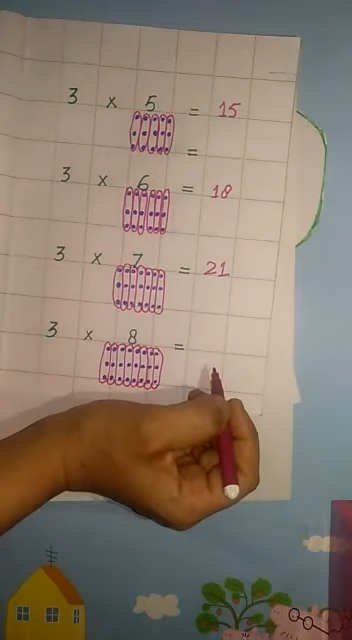 3 × 5 = 15
=
3 × 6 = 18
3 × 7 = 21
3 × 8 =